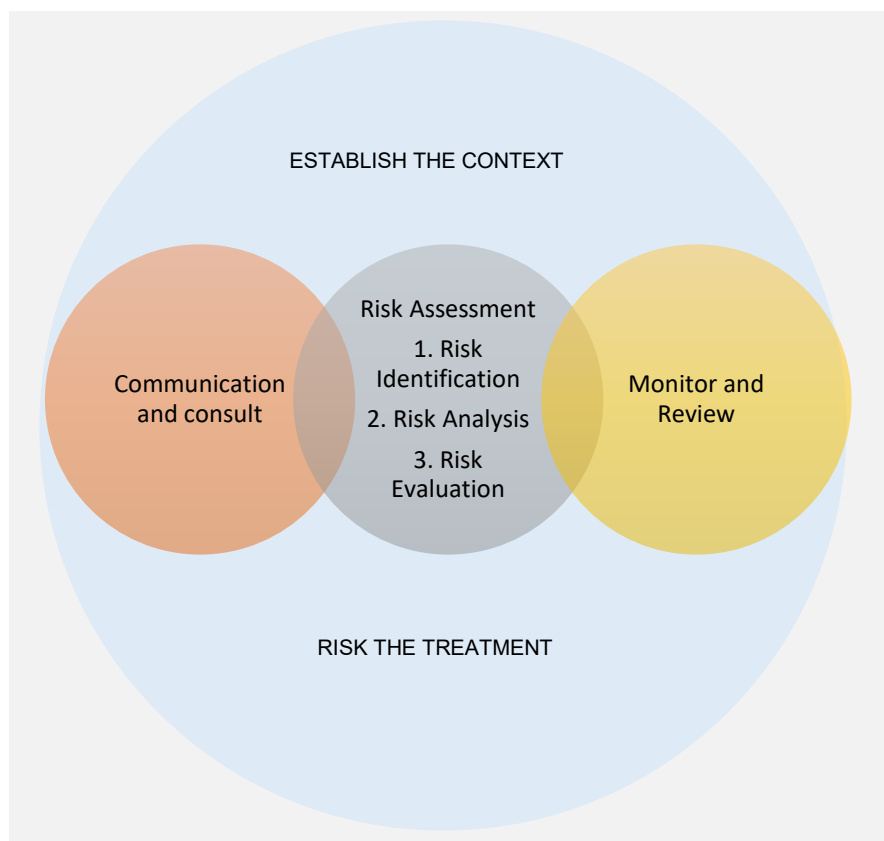 ESTABLISH THE CONTEXT
Communication
and consult
Risk Assessment
1. Risk
Identification
2. Risk Analysis
3. Risk
Evaluation
Monitor and
Review
RISK THE TREATMENT